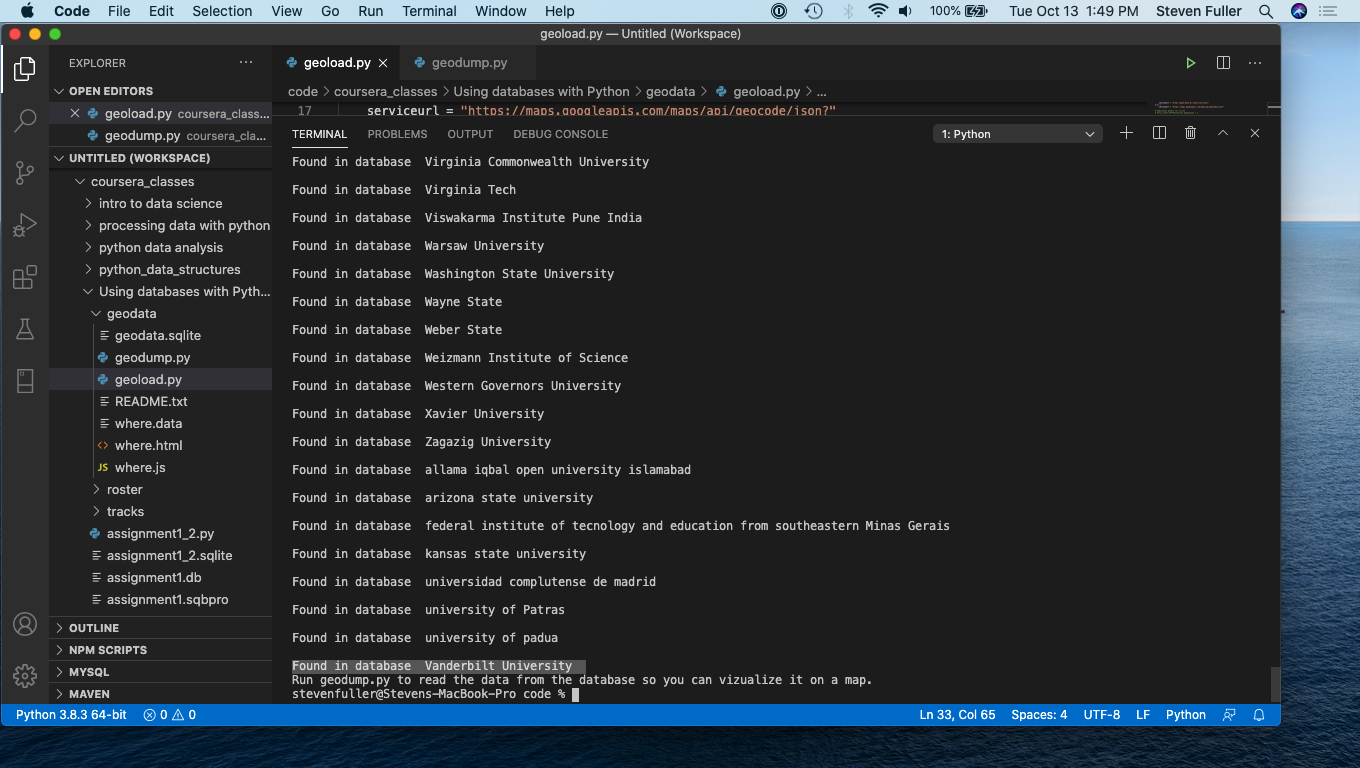 Code File Edit Selection View Go Run Terminal Window Help 100% Tue Oct 13 1:49 PM Steven Fuller
geoload.py — Untitled (Workspace)
EXPLORER ...
geoload.py
geodump.py
...
OPEN EDITORS
geoload.py coursera_classes...
geodump.py coursera_cla...
UNTITLED (WORKSPACE)
coursera_classes
intro to data science
processing data with python
python data analysis
python_data_structures
Using databases with Pyth...
geodata
geodata.sqlite
geodump.py
geoload.py
README.txt
where.data
where.html
JS where.js
roster
tracks
assignment1_2.py
assignment1_2.sqlite
assignment1.db
assignment1.sqbpro
OUTLINE
NPM SCRIPTS
MYSQL
MAVEN
code > coursera_classes > Using databases with Python > geodata > geoload.py > ...
17 serviceurl = "https://maps.googleapis.com/maps/api/geocode/json?"
TERMINAL PROBLEMS OUTPUT DEBUG CONSOLE 1: Python
Found in database Virginia Commonwealth University
Found in database Virginia Tech
Found in database Viswakarma Institute Pune India
Found in database Warsaw University
Found in database Washington State University
Found in database Wayne State
Found in database Weber State
Found in database Weizmann Institute of Science
Found in database Western Governors University
Found in database Xavier University
Found in database Zagazig University
Found in database allama iqbal open university islamabad
Found in database arizona state university
Found in database federal institute of tecnology and education from southeastern Minas Gerais
Found in database kansas state university
Found in database universidad complutense de madrid
Found in database university of Patras
Found in database university of padua
Found in database Vanderbilt University
Run geodump.py to read the data from the database so you can vizualize it on a map.
stevenfuller@Stevens-MacBook-Pro code %
Python 3.8.3 64-bit 0 0 Ln 33, Col 65 Spaces: 4 UTF-8 LF Python